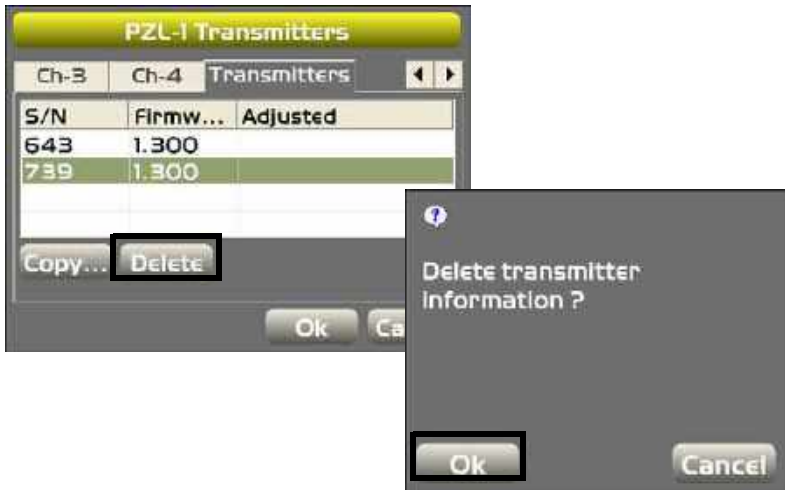 PZL-1 Transmitters
Ch-3 Ch-4 Transmitters
S/N Firmw... Adjusted
643 1.300
739 1.300
Copy... Delete
Ok Ca
Delete transmitter
information ?
Ok Cancel